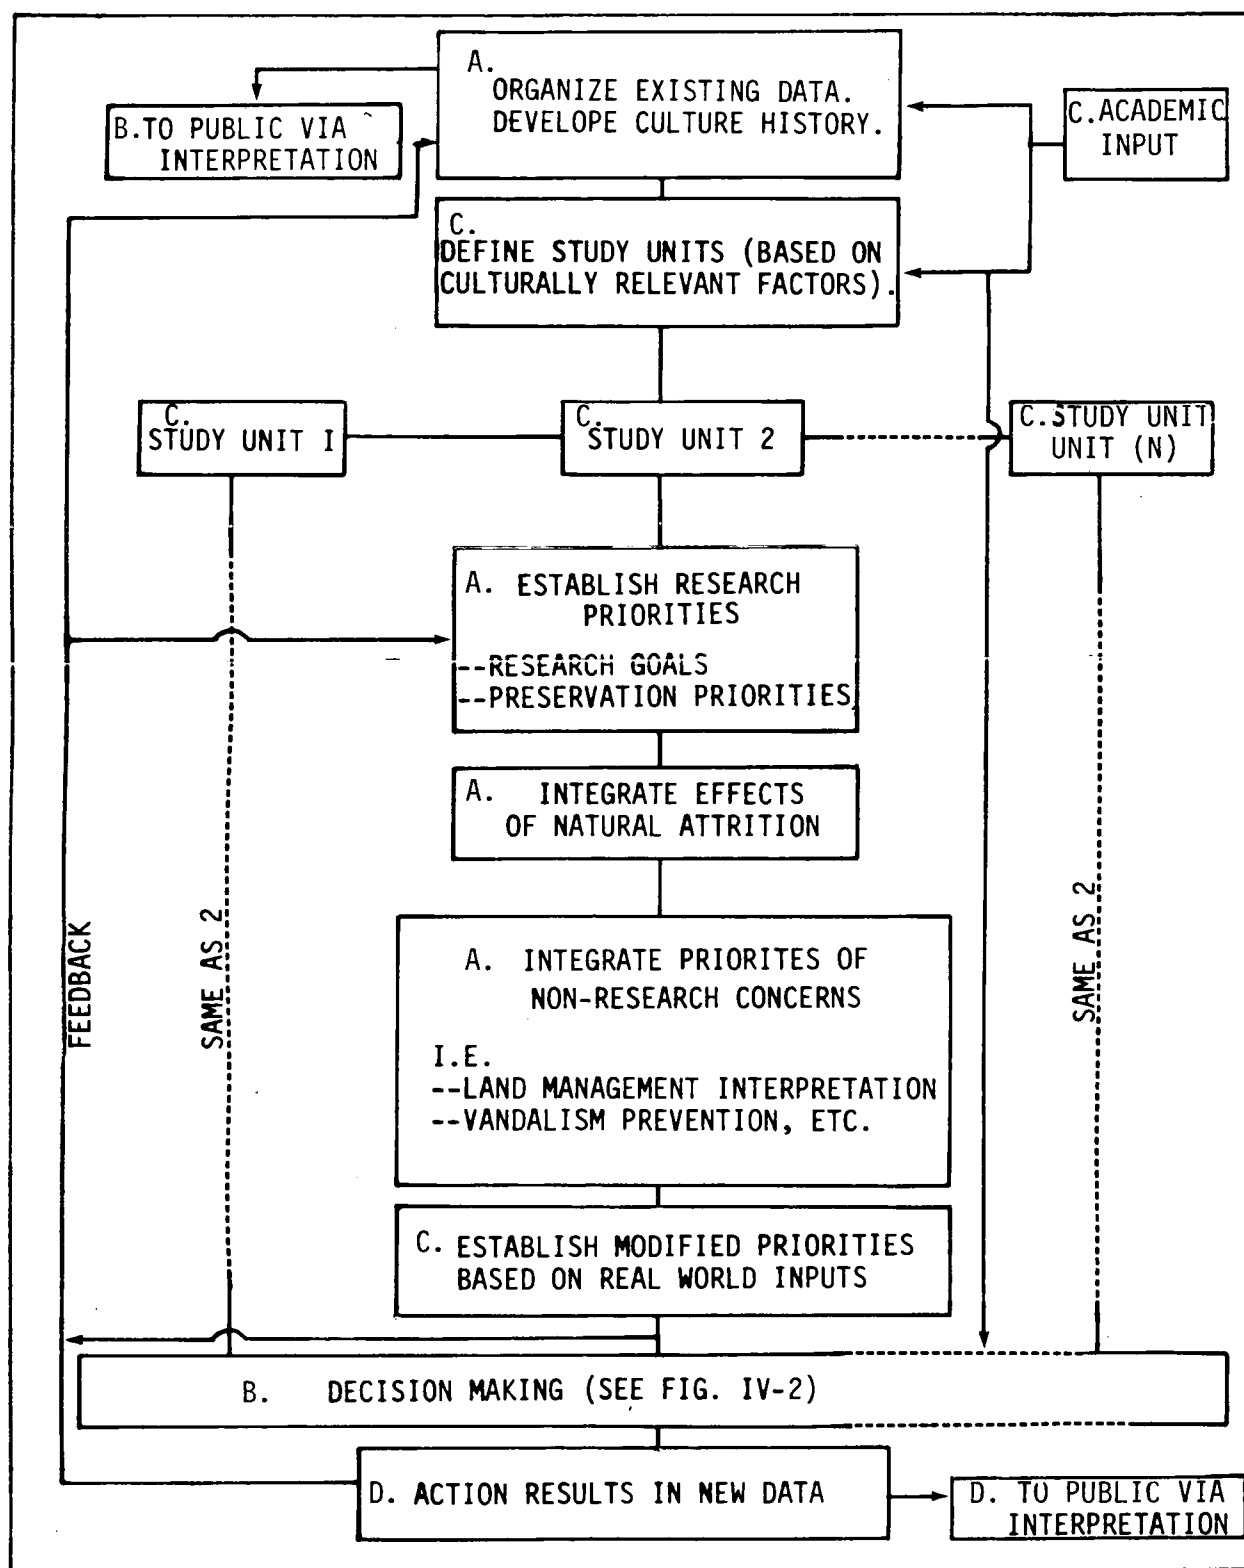 A.
ORGANIZE EXISTING DATA.
DEVELOPE CULTURE HISTORY.
B. TO PUBLIC VIA
INTERPRETATION
C. ACADEMIC
INPUT
C.
DEFINE STUDY UNITS (BASED ON
CULTURALLY RELEVANT FACTORS).
C.
STUDY UNIT I
C.
STUDY UNIT 2
C. STUDY UNIT
UNIT (N)
A. ESTABLISH RESEARCH
PRIORITIES
--RESEARCH GOALS
--PRESERVATION PRIORITIES
A. INTEGRATE EFFECTS
OF NATURAL ATTRITION
FEEDBACK
SAME AS 2
SAME AS 2
A. INTEGRATE PRIORITES OF
NON-RESEARCH CONCERNS
I.E.
--LAND MANAGEMENT INTERPRETATION
--VANDALISM PREVENTION, ETC.
C. ESTABLISH MODIFIED PRIORITIES
BASED ON REAL WORLD INPUTS
B. DECISION MAKING (SEE FIG. IV-2)
D. ACTION RESULTS IN NEW DATA
D. TO PUBLIC VIA
INTERPRETATION